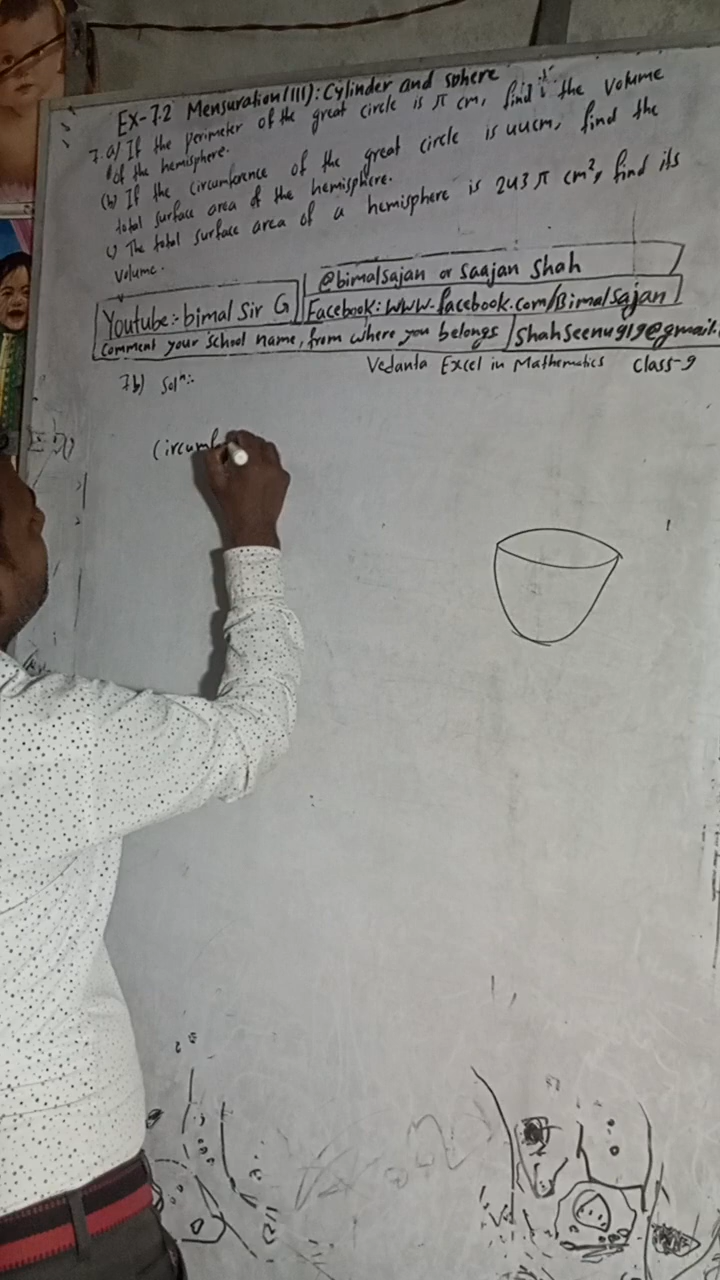 Ex-7.2 Mensuration(III): Cylinder and sphere
7.a) If the perimeter of the great circle is π cm, find the volume
of the hemisphere.
(b) If the circumference of the great circle is 44cm, find the
total surface area of the hemisphere.
c) The total surface area of a hemisphere is 243π cm², find its
volume.
@bimalsajan or Saajan Shah
Youtube:- bimal Sir G
Facebook: www.facebook.com/Bimalsajan
Comment your school name, from where you belongs
Shahseenu919@gmail.
Vedanta Excel in Mathematics Class-9
7b) Solⁿ:-
Circumf